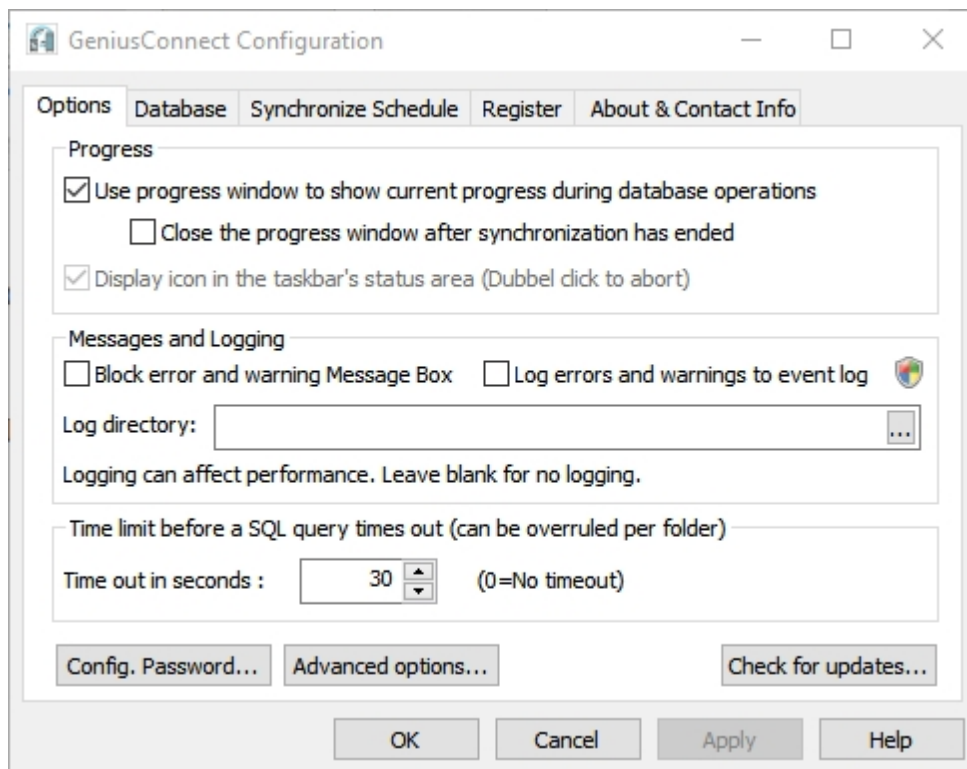 GeniusConnect Configuration
Options Database Synchronize Schedule Register About & Contact Info
Progress
Use progress window to show current progress during database operations
Close the progress window after synchronization has ended
Display icon in the taskbar's status area (Dubbel click to abort)
Messages and Logging
Block error and warning Message Box Log errors and warnings to event log
Log directory: ...
Logging can affect performance. Leave blank for no logging.
Time limit before a SQL query times out (can be overruled per folder)
Time out in seconds : 30 (0=No timeout)
Config. Password... Advanced options... Check for updates...
OK Cancel Apply Help